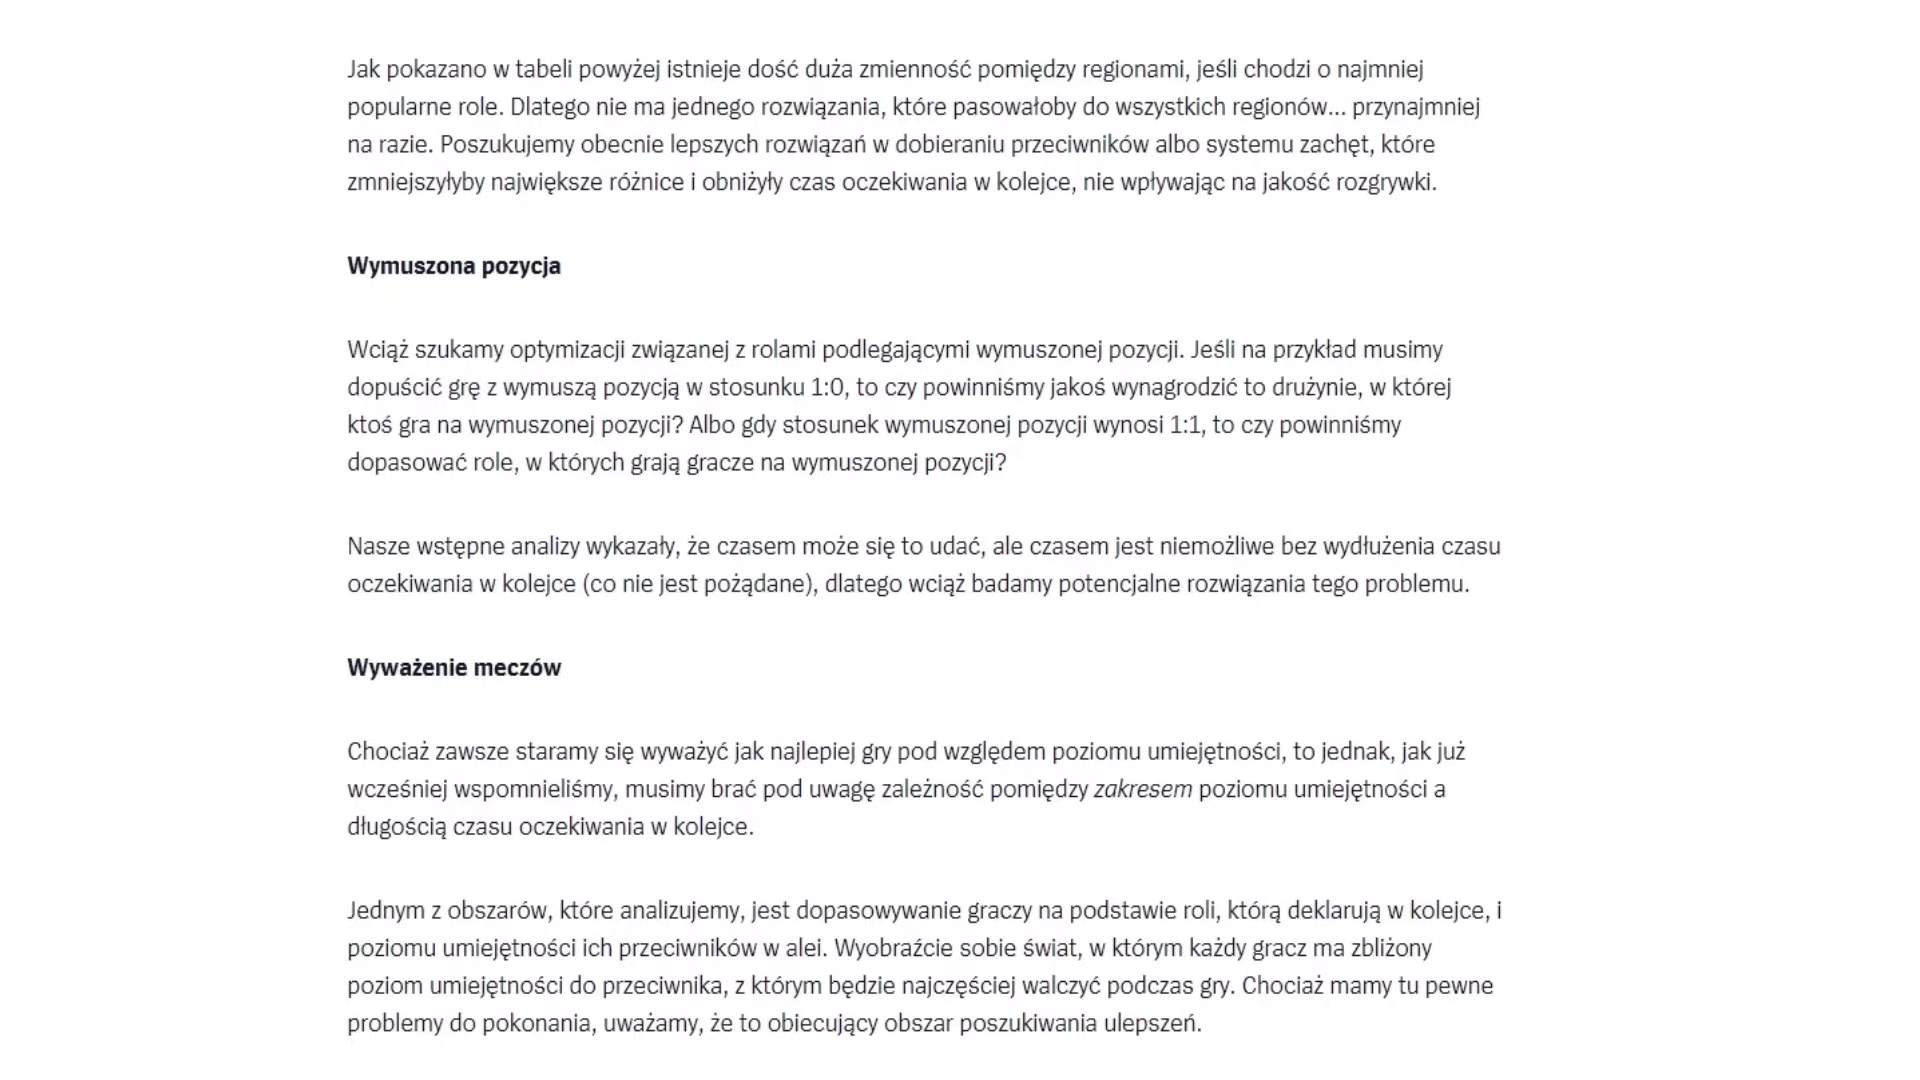 Jak pokazano w tabeli powyżej istnieje dość duża zmienność pomiędzy regionami, jeśli chodzi o najmniej
popularne role. Dlatego nie ma jednego rozwiązania, które pasowałoby do wszystkich regionów... przynajmniej
na razie. Poszukujemy obecnie lepszych rozwiązań w dobieraniu przeciwników albo systemu zachęt, które
zmniejszyłyby największe różnice i obniżyły czas oczekiwania w kolejce, nie wpływając na jakość rozgrywki.
Wymuszona pozycja
Wciąż szukamy optymizacji związanej z rolami podlegającymi wymuszonej pozycji. Jeśli na przykład musimy
dopuścić grę z wymuszą pozycją w stosunku 1:0, to czy powinniśmy jakoś wynagrodzić to drużynie, w której
ktoś gra na wymuszonej pozycji? Albo gdy stosunek wymuszonej pozycji wynosi 1:1, to czy powinniśmy
dopasować role, w których grają gracze na wymuszonej pozycji?
Nasze wstępne analizy wykazały, że czasem może się to udać, ale czasem jest niemożliwe bez wydłużenia czasu
oczekiwania w kolejce (co nie jest pożądane), dlatego wciąż badamy potencjalne rozwiązania tego problemu.
Wyważenie meczów
Chociaż zawsze staramy się wyważyć jak najlepiej gry pod względem poziomu umiejętności, to jednak, jak już
wcześniej wspomnieliśmy, musimy brać pod uwagę zależność pomiędzy zakresem poziomu umiejętności a
długością czasu oczekiwania w kolejce.
Jednym z obszarów, które analizujemy, jest dopasowywanie graczy na podstawie roli, którą deklarują w kolejce, i
poziomu umiejętności ich przeciwników w alei. Wyobraźcie sobie świat, w którym każdy gracz ma zbliżony
poziom umiejętności do przeciwnika, z którym będzie najczęściej walczyć podczas gry. Chociaż mamy tu pewne
problemy do pokonania, uważamy, że to obiecujący obszar poszukiwania ulepszeń.